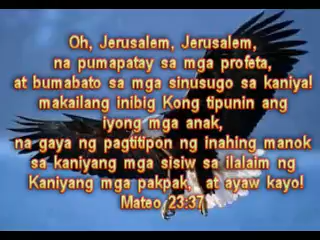 Oh, Jerusalem, Jerusalem,
na pumapatay sa mga profeta,
at bumabato sa mga sinusugo sa kaniya!
makailang inibig Kong tipunin ang
iyong mga anak,
na gaya ng pagtitipon ng inahing manok
sa kaniyang mga sisiw sa ilalim ng
Kaniyang mga pakpak, at ayaw kayo!
Mateo 23:37